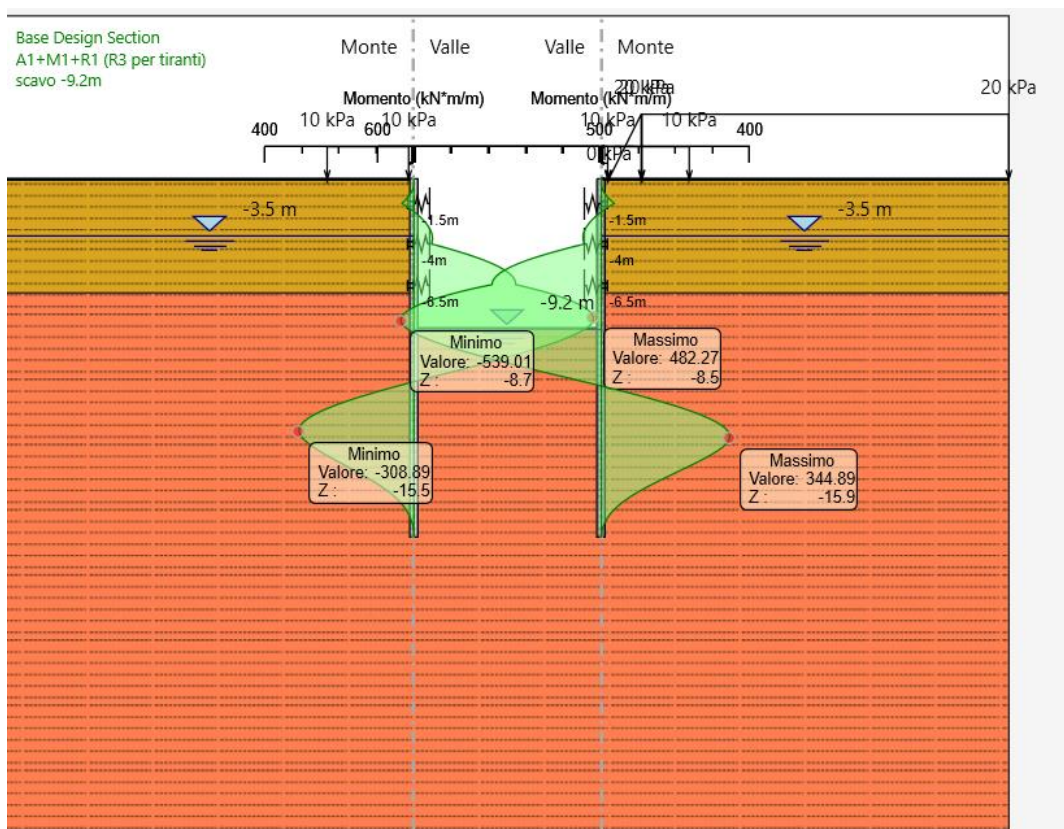 Base Design Section
A1+M1+R1 (R3 per tiranti)
scavo -9.2m
Monte
Valle
Valle
Monte
20 kPa
20 kPa
20 kPa
Momento (kN*m/m)
Momento (kN*m/m)
10 kPa
10 kPa
10 kPa
10 kPa
400
600
500
400
0 kPa
-3.5 m
-3.5 m
-1.5m
-1.5m
-4m
-4m
-6.5m
-6.5m
-9.2 m
Minimo
Valore: -539.01
Z : -8.7
Massimo
Valore: 482.27
Z : -8.5
Minimo
Valore: -308.89
Z : -15.5
Massimo
Valore: 344.89
Z : -15.9